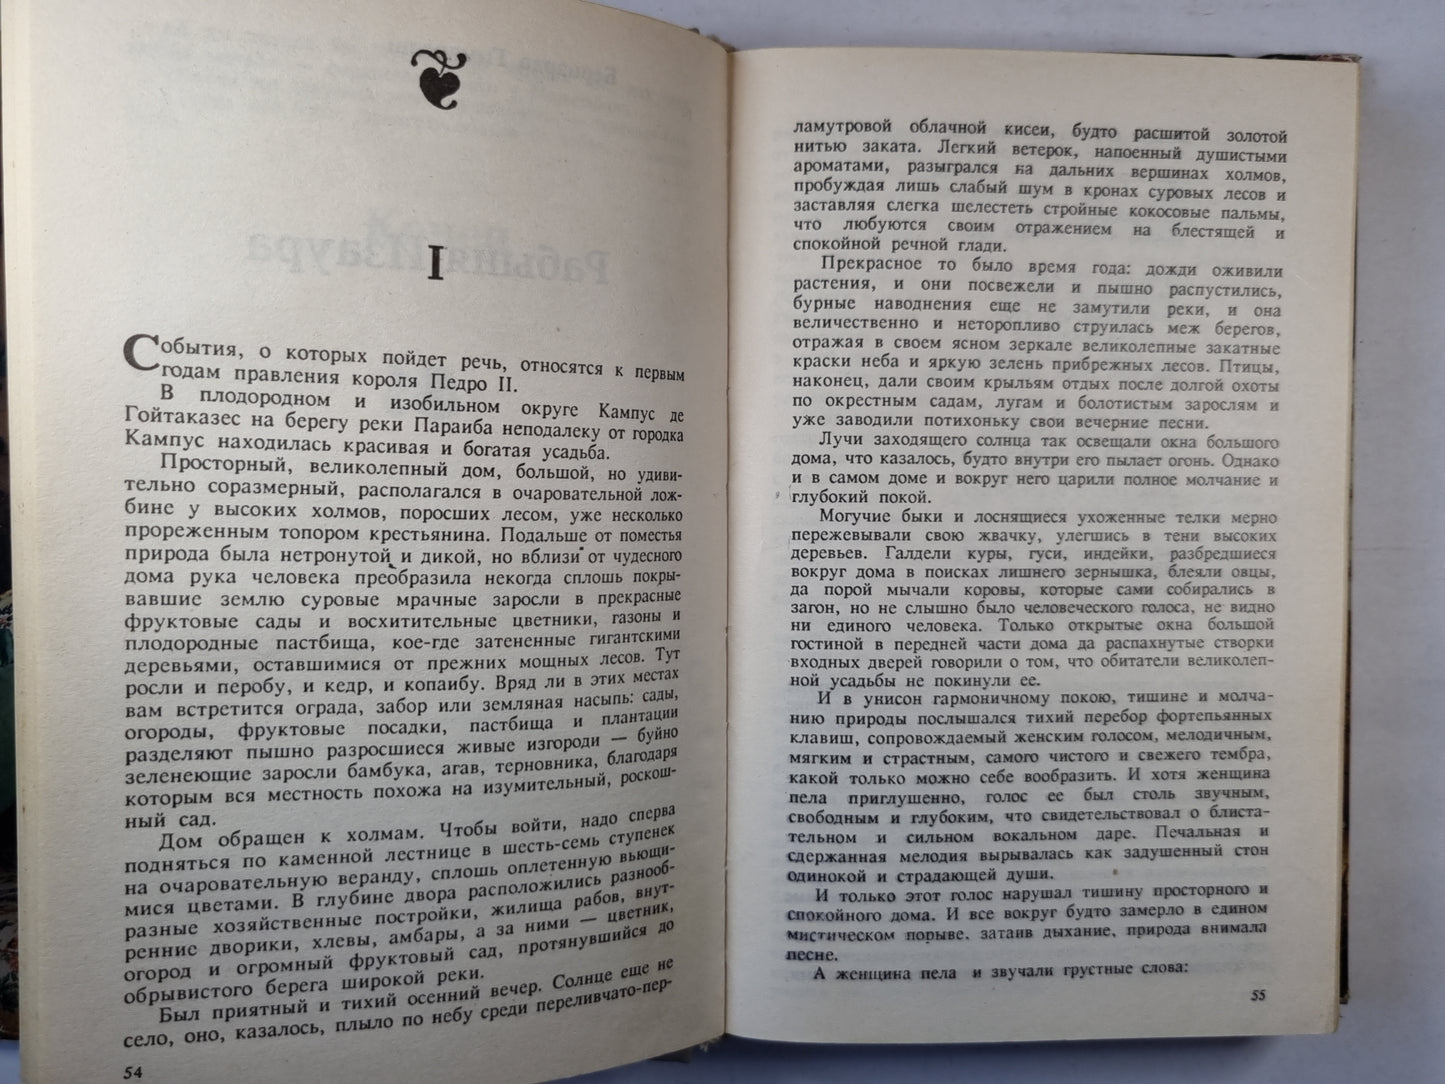 I
События, о которых пойдет речь, относятся к первым
годам правления короля Педро II.
В плодородном и изобильном округе Кампус де
Гойтаказес на берегу реки Параиба неподалеку от городка
Кампус находилась красивая и богатая усадьба.
Просторный, великолепный дом, большой, но удиви-
тельно соразмерный, располагался в очаровательной лож-
бине у высоких холмов, поросших лесом, уже несколько
прореженным топором крестьянина. Подальше от поместья
природа была нетронутой и дикой, но вблизи от чудесного
дома рука человека преобразила некогда сплошь покры-
вавшие землю суровые мрачные заросли в прекрасные
фруктовые сады и восхитительные цветники, газоны и
плодородные пастбища, кое-где затененные гигантскими
деревьями, оставшимися от прежних мощных лесов. Тут
росли и перобу, и кедр, и копаибу. Вряд ли в этих местах
вам встретится ограда, забор или земляная насыпь: сады,
огороды, фруктовые посадки, пастбища и плантации
разделяют пышно разросшиеся живые изгороди — буйно
зеленеющие заросли бамбука, агав, терновника, благодаря
которым вся местность похожа на изумительный, роскош-
ный сад.
Дом обращен к холмам. Чтобы войти, надо сперва
подняться по каменной лестнице в шесть-семь ступенек
на очаровательную веранду, сплошь оплетенную вьющи-
мися цветами. В глубине двора расположились разнооб-
разные хозяйственные постройки, жилища рабов, внут-
ренние дворики, хлевы, амбары, а за ними — цветник,
огород и огромный фруктовый сад, протянувшийся до
обрывистого берега широкой реки.
Был приятный и тихий осенний вечер. Солнце еще не
село, оно, казалось, плыло по небу среди переливчато-пер-
54
ламутровой облачной кисеи, будто расшитой золотой
нитью заката. Легкий ветерок, напоенный душистыми
ароматами, разыгрался на дальних вершинах холмов,
пробуждая лишь слабый шум в кронах суровых лесов и
заставляя слегка шелестеть стройные кокосовые пальмы,
что любуются своим отражением на блестящей и
спокойной речной глади.
Прекрасное то было время года: дожди оживили
растения, и они посвежели и пышно распустились,
бурные наводнения еще не замутили реки, и она
величественно и неторопливо струилась меж берегов,
отражая в своем ясном зеркале великолепные закатные
краски неба и яркую зелень прибрежных лесов. Птицы,
наконец, дали своим крыльям отдых после долгой охоты
по окрестным садам, лугам и болотистым зарослям и
уже заводили потихоньку свои вечерние песни.
Лучи заходящего солнца так освещали окна большого
дома, что казалось, будто внутри его пылает огонь. Однако
и в самом доме и вокруг него царили полное молчание и
глубокий покой.
Могучие быки и лоснящиеся ухоженные телки мерно
пережевывали свою жвачку, улегшись в тени высоких
деревьев. Галдели куры, гуси, индейки, разбредшиеся
вокруг дома в поисках лишнего зернышка, блеяли овцы,
да порой мычали коровы, которые сами собирались в
загон, но не слышно было человеческого голоса, не видно
ни единого человека. Только открытые окна большой
гостиной в передней части дома да распахнутые створки
входных дверей говорили о том, что обитатели великолеп-
ной усадьбы не покинули ее.
И в унисон гармоничному покою, тишине и молча-
нию природы послышался тихий перебор фортепьянных
клавиш, сопровождаемый женским голосом, мелодичным,
мягким и страстным, самого чистого и свежего тембра,
какой только можно себе вообразить. И хотя женщина
пела приглушенно, голос ее был столь звучным,
свободным и глубоким, что свидетельствовал о блиста-
тельном и сильном вокальном даре. Печальная и
сдержанная мелодия вырывалась как задушенный стон
одинокой и страдающей души.
И только этот голос нарушал тишину просторного и
спокойного дома. И все вокруг будто замерло в едином
мистическом порыве, затаив дыхание, природа внимала
песне.
А женщина пела и звучали грустные слова:
55